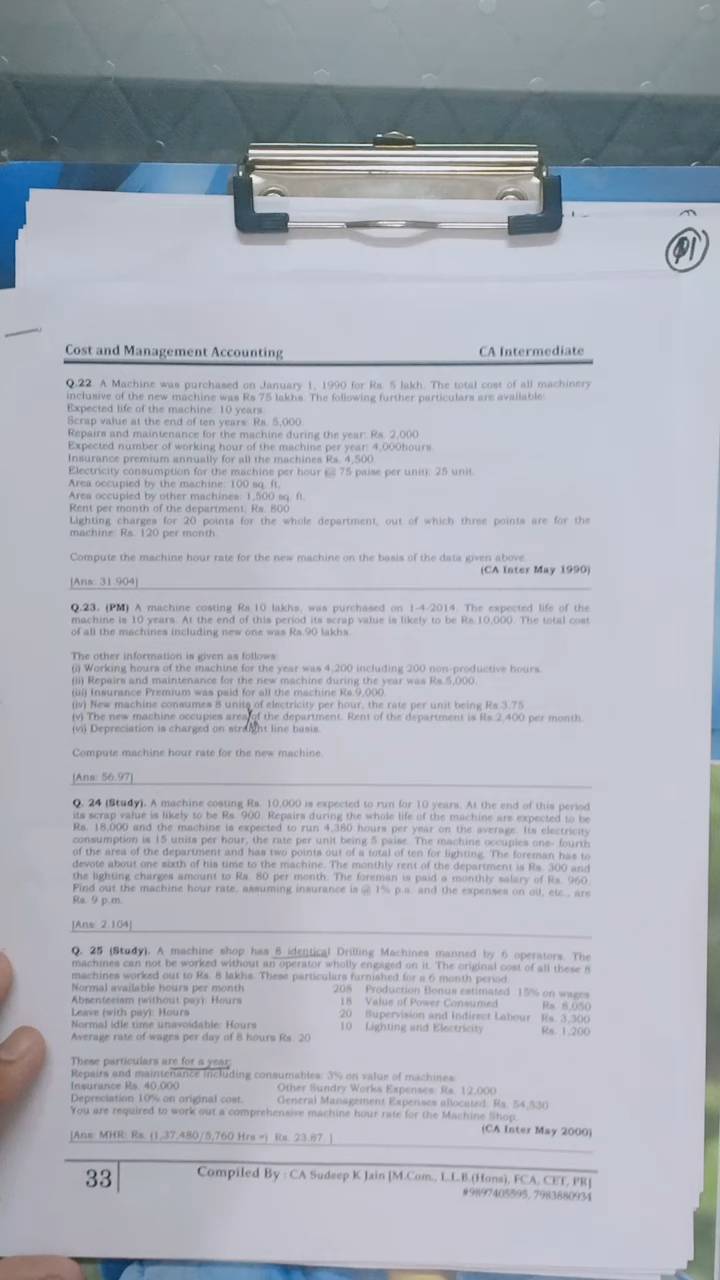 91
Cost and Management Accounting CA Intermediate
Q.22 A Machine was purchased on January 1, 1990 for Rs. 5 lakh. The total cost of all machinery
inclusive of the new machine was Rs 75 lakhs. The following further particulars are available:
Expected life of the machine: 10 years.
Scrap value at the end of ten years: Rs. 5,000
Repairs and maintenance for the machine during the year: Rs. 2,000
Expected number of working hour of the machine per year: 4,000hours.
Insurance premium annually for all the machines Rs. 4,500
Electricity consumption for the machine per hour @ 75 paise per unit): 25 unit.
Area occupied by the machine: 100 sq. ft.
Area occupied by other machines: 1,500 sq. ft.
Rent per month of the department: Rs. 800
Lighting charges for 20 points for the whole department, out of which three points are for the
machine: Rs. 120 per month.
Compute the machine hour rate for the new machine on the basis of the data given above.
(CA Inter May 1990)
[Ans: 31.904]
Q.23. (PM) A machine costing Rs 10 lakhs, was purchased on 1-4-2014. The expected life of the
machine is 10 years. At the end of this period its scrap value is likely to be Rs.10,000. The total cost
of all the machines including new one was Rs.90 lakhs.
The other information is given as follows:
(i) Working hours of the machine for the year was 4,200 including 200 non-productive hours.
(ii) Repairs and maintenance for the new machine during the year was Rs.5,000.
(iii) Insurance Premium was paid for all the machine Rs.9,000.
(iv) New machine consumes 8 units of electricity per hour, the rate per unit being Rs.3.75
(v) The new machine occupies area of the department. Rent of the department is Rs.2,400 per month.
(vi) Depreciation is charged on straight line basis.
Compute machine hour rate for the new machine.
[Ans: 56.97]
Q. 24 (Study). A machine costing Rs. 10,000 is expected to run for 10 years. At the end of this period
its scrap value is likely to be Rs. 900. Repairs during the whole life of the machine are expected to be
Rs. 18,000 and the machine is expected to run 4,380 hours per year on the average. Its electricity
consumption is 15 units per hour, the rate per unit being 5 paise. The machine occupies one- fourth
of the area of the department and has two points out of a total of ten for lighting. The foreman has to
devote about one sixth of his time to the machine. The monthly rent of the department is Rs. 300 and
the lighting charges amount to Rs. 80 per month. The foreman is paid a monthly salary of Rs. 960.
Find out the machine hour rate, assuming insurance is @ 1% p.a. and the expenses on oil, etc., are
Rs. 9 p.m.
[Ans: 2.104]
Q. 25 (Study). A machine shop has 8 identical Drilling Machines manned by 6 operators. The
machines can not be worked without an operator wholly engaged on it. The original cost of all these 8
machines worked out to Rs. 8 lakhs. These particulars furnished for a 6 month period:
Normal available hours per month 208 Production Bonus estimated 15% on wages
Absenteeism (without pay): Hours 18 Value of Power Consumed Rs. 8,050
Leave (with pay): Hours 20 Supervision and Indirect Labour Rs. 3,300
Normal idle time unavoidable: Hours 10 Lighting and Electricity Rs. 1,200
Average rate of wages per day of 8 hours Rs. 20
These particulars are for a year:
Repairs and maintenance including consumables: 3% on value of machines
Insurance Rs. 40,000 Other Sundry Works Expenses: Rs. 12,000
Depreciation 10% on original cost. General Management Expenses allocated: Rs. 54,530
You are required to work out a comprehensive machine hour rate for the Machine Shop.
(CA Inter May 2000)
[Ans: MHR: Rs. (1,37,480/5,760 Hrs =) Rs. 23.87 ]
33 Compiled By : CA Sudeep K Jain [M.Com., L.L.B.(Hons), FCA, CET, PR]
#9897405595, 7983880934